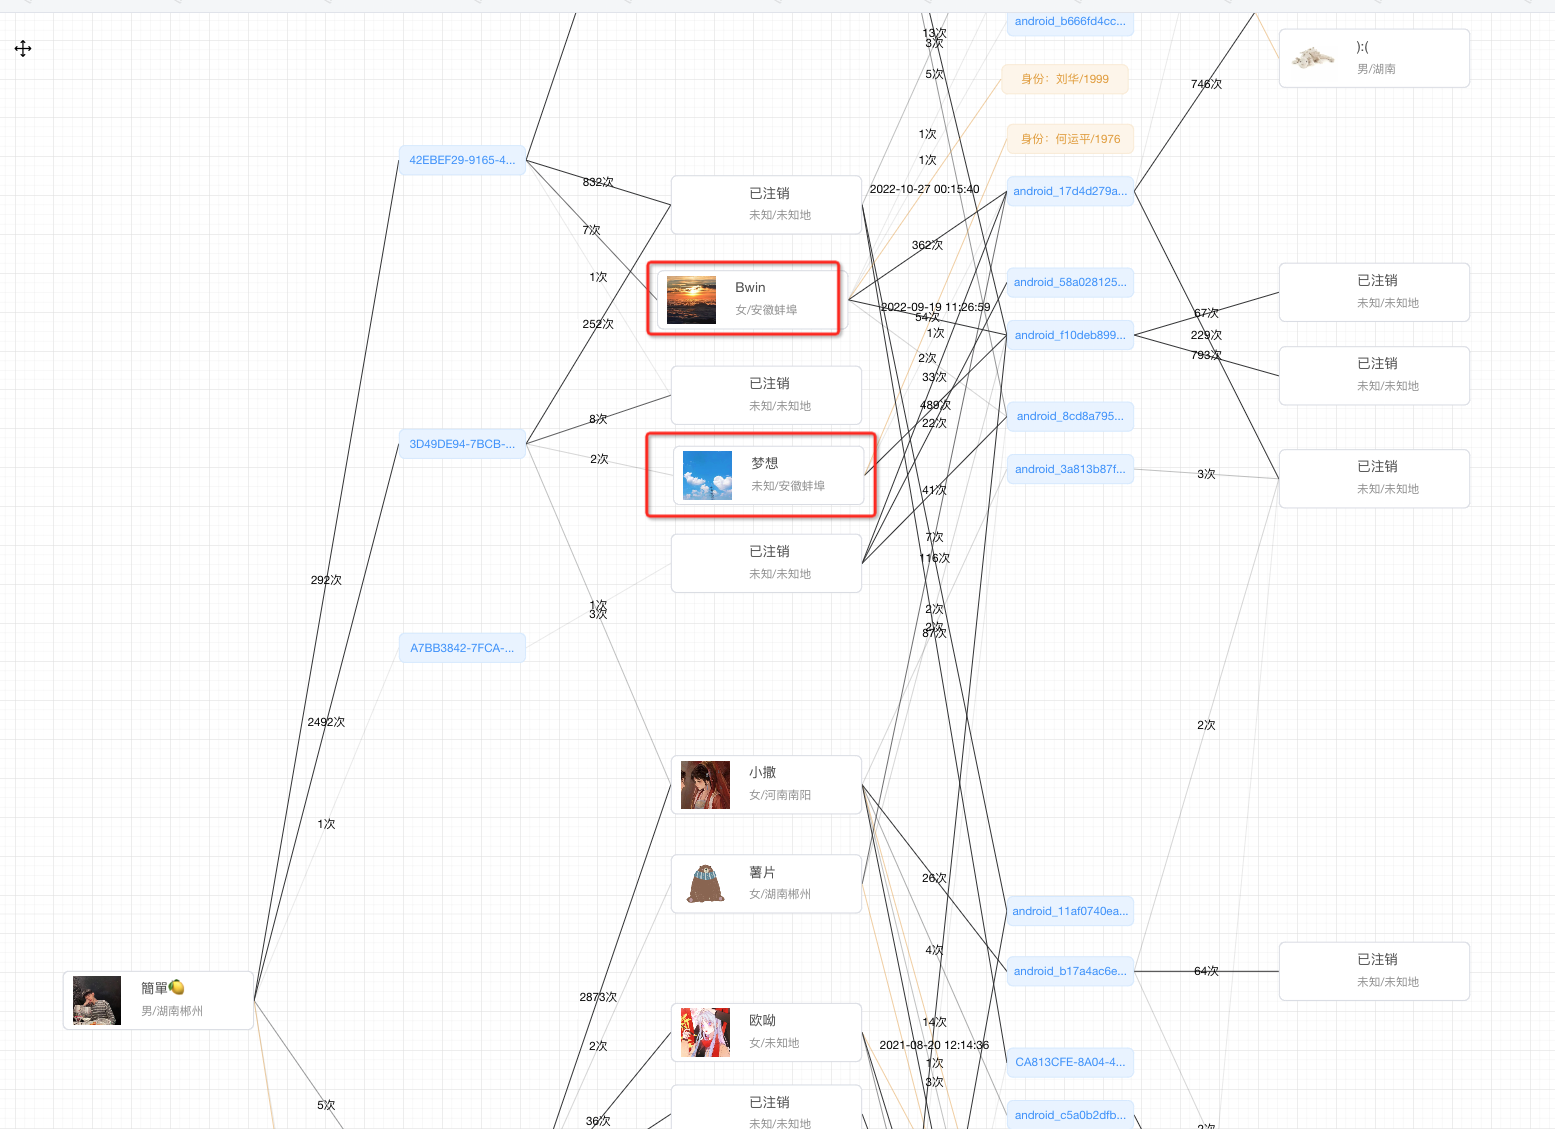 android_b666fd4cc...
13次
3次
):(
男/湖南
5次
身份：刘华/1999
746次
1次
身份：何运平/1976
42EBEF29-9165-4...
1次
832次
已注销
未知/未知地
2022-10-27 00:15:40
android_17d4d279a...
7次
362次
1次
Bwin
女/安徽蚌埠
android_58a028125...
已注销
未知/未知地
2022-09-19 11:26:59
54次
67次
252次
1次
android_f10deb899...
229次
2次
793次
已注销
未知/未知地
33次
已注销
未知/未知地
489次
8次
22次
android_8cd8a795...
3D49DE94-7BCB-...
2次
梦想
未知/安徽蚌埠
android_3a813b87f...
3次
已注销
未知/未知地
41次
7次
已注销
未知/未知地
116次
292次
1次
3次
2次
2次
87次
A7BB3842-7FCA-...
2492次
2次
小撒
女/河南南阳
1次
薯片
女/湖南郴州
26次
android_11af0740ea...
4次
已注销
未知/未知地
android_b17a4ac6e...
64次
簡單
男/湖南郴州
2873次
14次
欧呦
女/未知地
2次
2021-08-20 12:14:36
1次
CA813CFE-8A04-4...
3次
5次
已注销
未知/未知地
36次
android_c5a0b2dfb...
2次